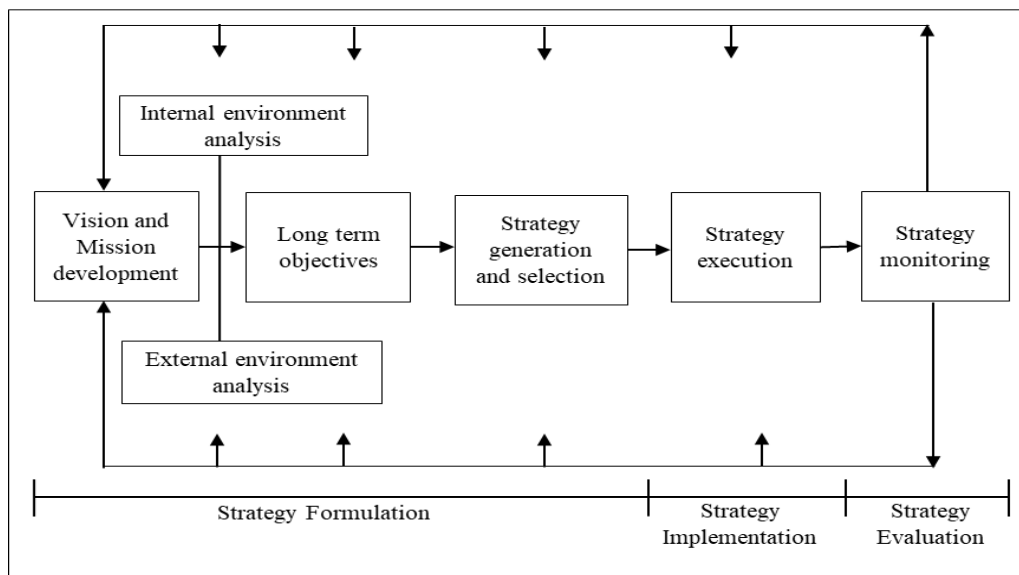 Internal environment
analysis
Vision and
Mission
development
Long term
objectives
Strategy
generation
and selection
Strategy
execution
Strategy
monitoring
External environment
analysis
Strategy Formulation
Strategy
Implementation
Strategy
Evaluation